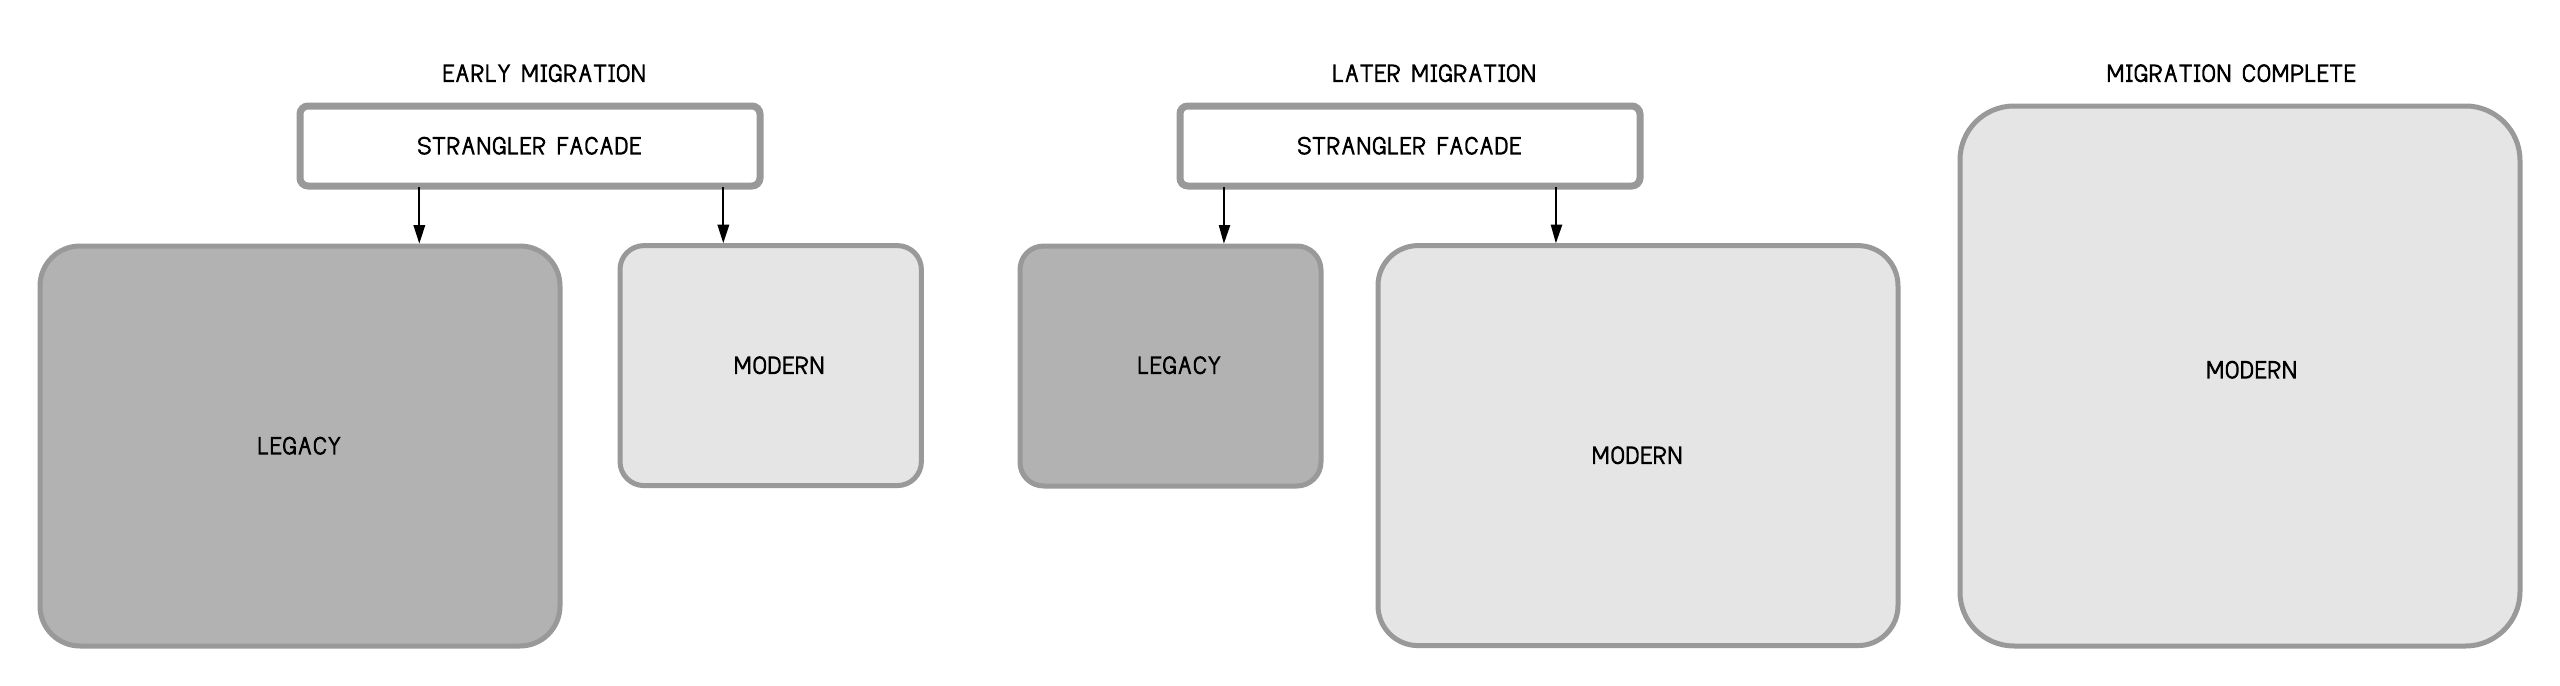 EARLY MIGRATION
STRANGLER FACADE
LEGACY
MODERN
LATER MIGRATION
STRANGLER FACADE
LEGACY
MODERN
MIGRATION COMPLETE
MODERN